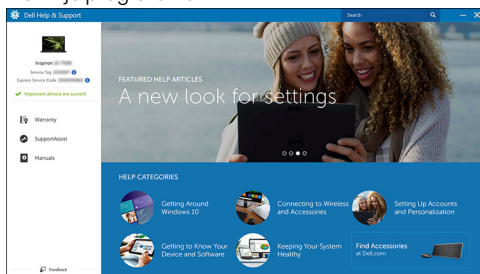 Dell Help & Support
Search
Inspiron
Service Tag
Express Service Code
Important drivers are current
Warranty
SupportAssist
Manuals
Feedback
FEATURED HELP ARTICLES
A new look for settings
HELP CATEGORIES
Getting Around
Windows 10
Connecting to Wireless
and Accessories
Setting Up Accounts
and Personalization
Getting to Know Your
Device and Software
Keeping Your System
Healthy
Find Accessories
at Dell.com